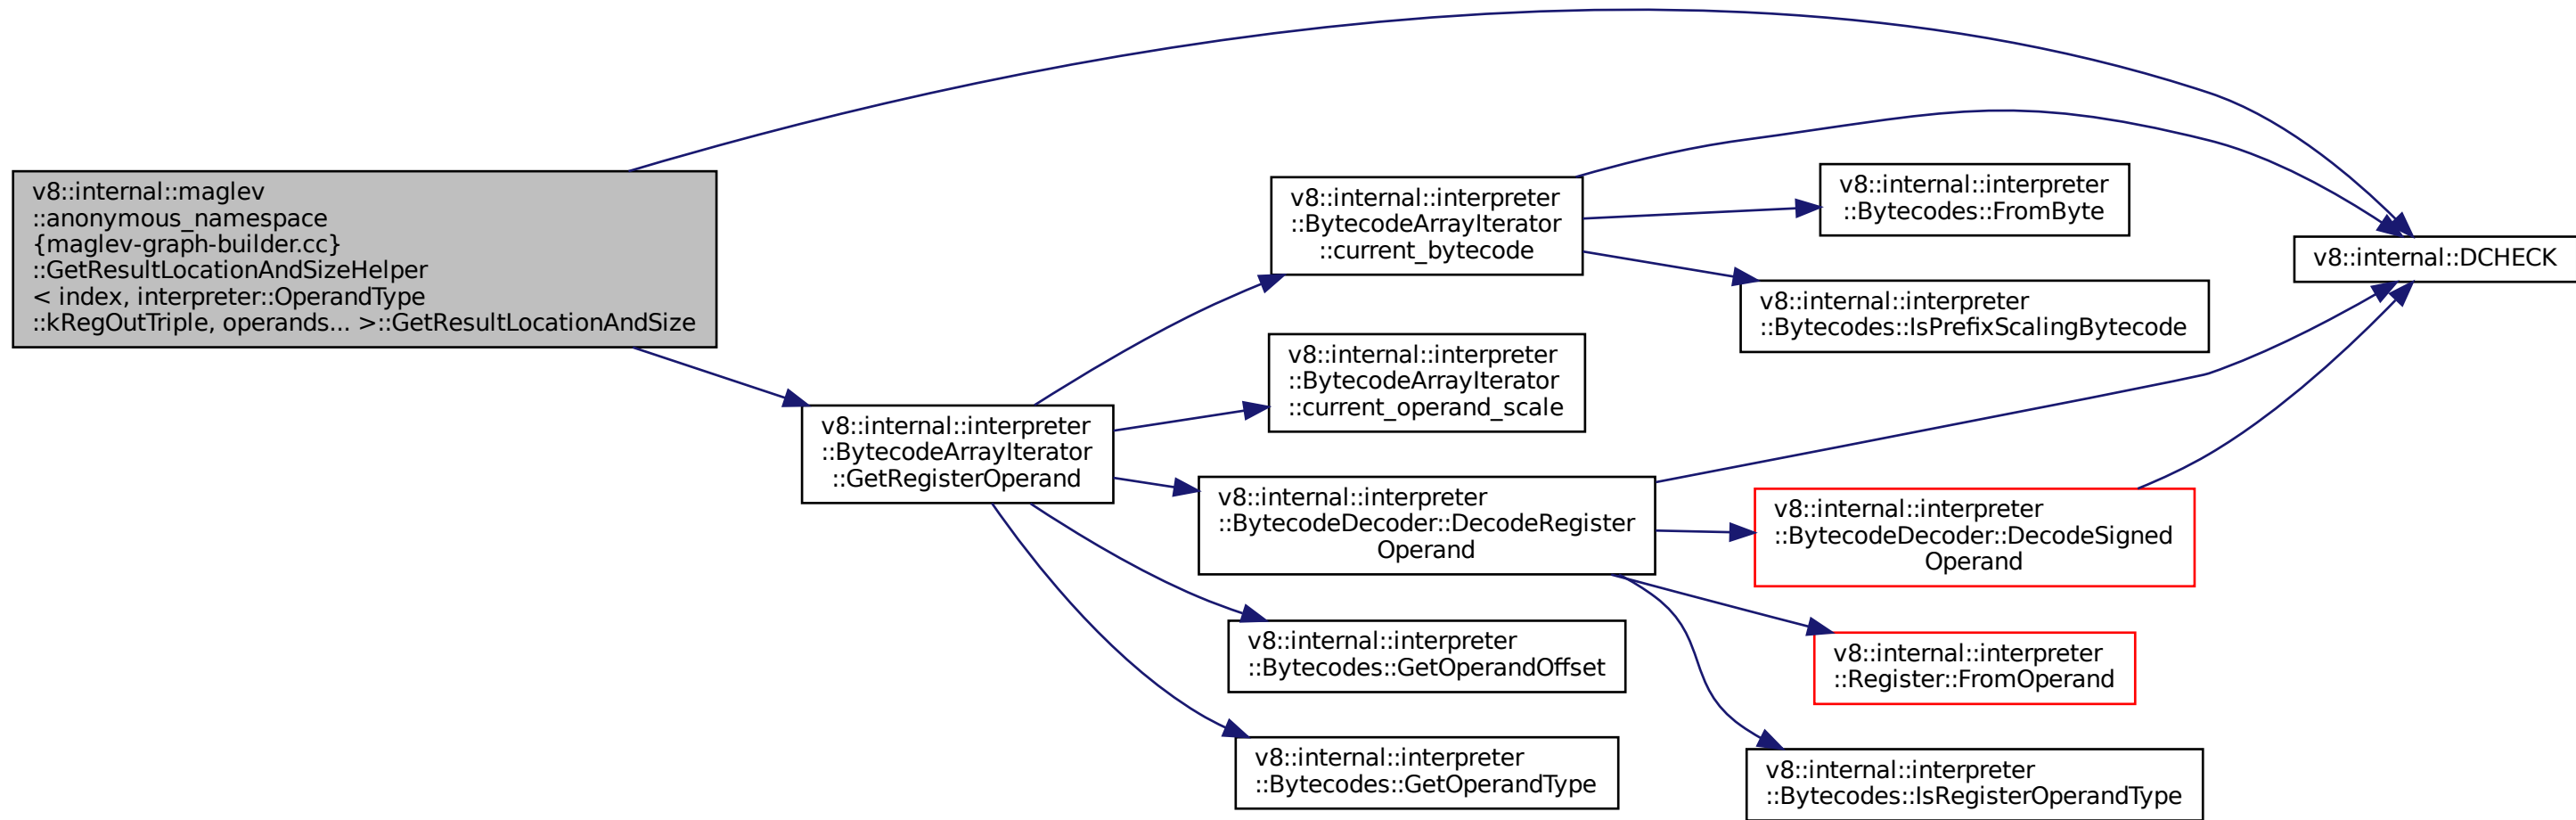 v8::internal::maglev
::anonymous_namespace
{maglev-graph-builder.cc}
::GetResultLocationAndSizeHelper
< index, interpreter::OperandType
::kRegOutTriple, operands... >::GetResultLocationAndSize
v8::internal::interpreter
::BytecodeArrayIterator
::GetRegisterOperand
v8::internal::interpreter
::BytecodeArrayIterator
::current_bytecode
v8::internal::interpreter
::BytecodeArrayIterator
::current_operand_scale
v8::internal::interpreter
::BytecodeDecoder::DecodeRegister
Operand
v8::internal::interpreter
::Bytecodes::GetOperandOffset
v8::internal::interpreter
::Bytecodes::GetOperandType
v8::internal::interpreter
::Bytecodes::FromByte
v8::internal::interpreter
::Bytecodes::IsPrefixScalingBytecode
v8::internal::interpreter
::BytecodeDecoder::DecodeSigned
Operand
v8::internal::interpreter
::Register::FromOperand
v8::internal::interpreter
::Bytecodes::IsRegisterOperandType
v8::internal::DCHECK